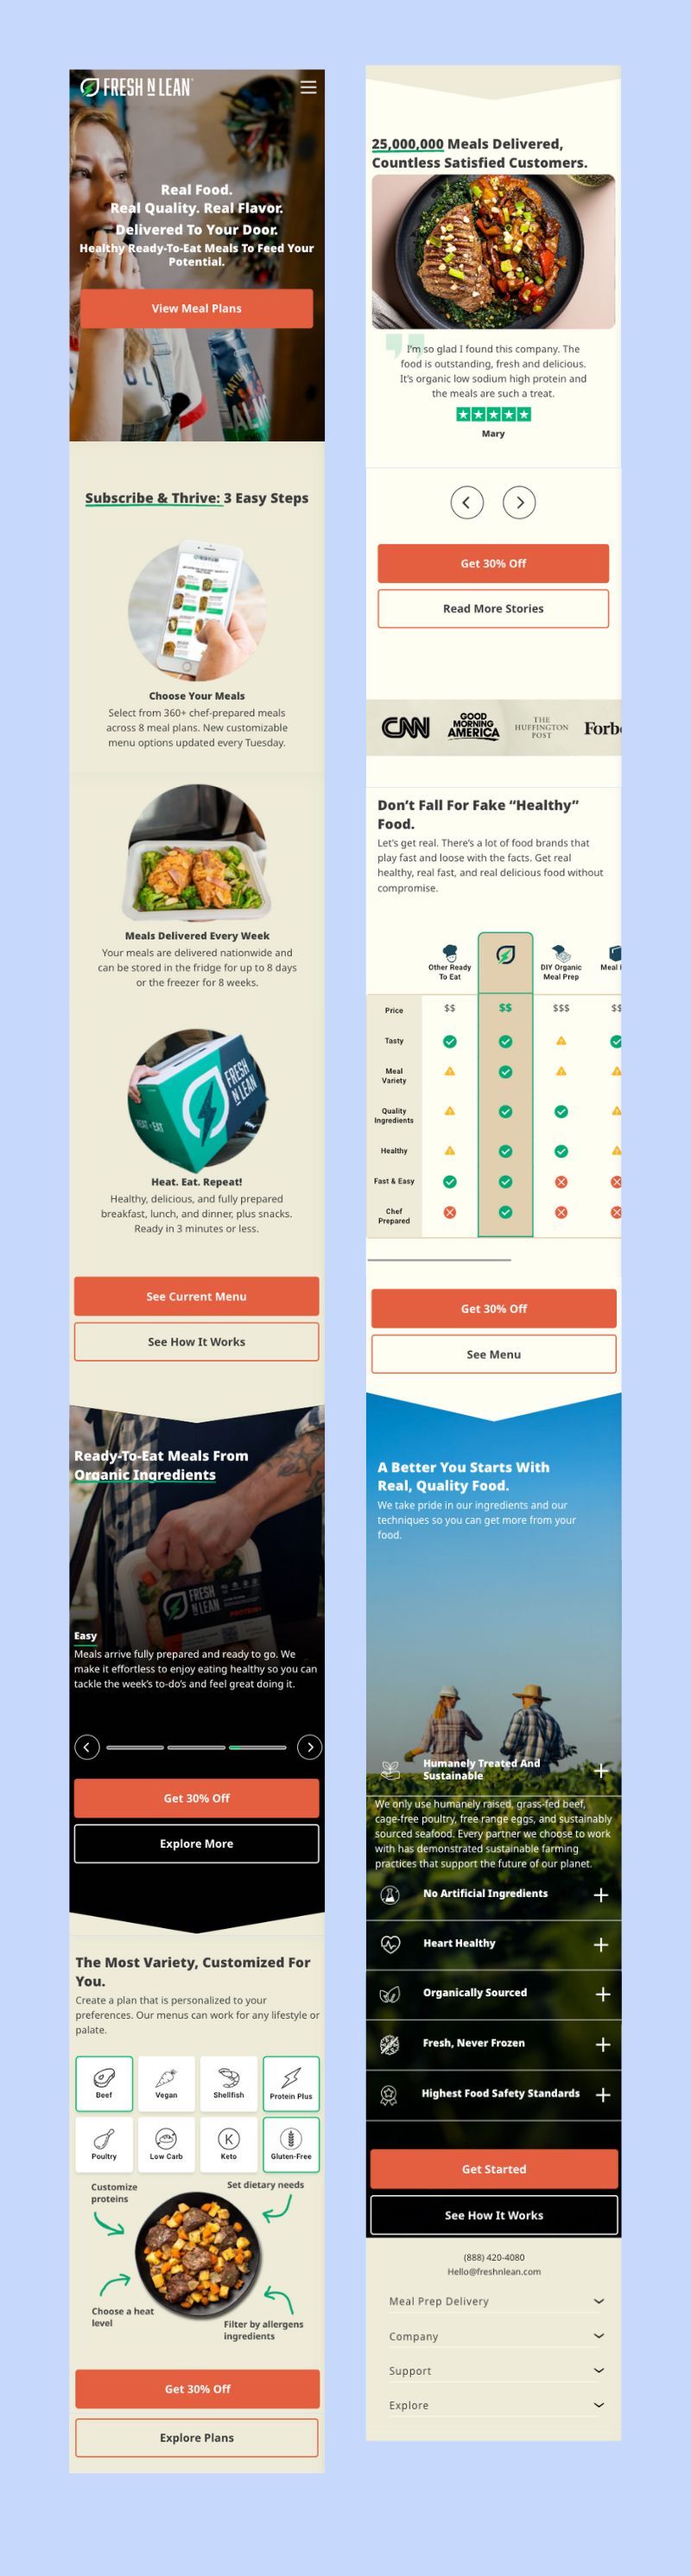 FRESH N LEAN
Real Food.
Real Quality. Real Flavor.
Delivered To Your Door.
Healthy Ready-To-Eat Meals To Feed Your
Potential.
View Meal Plans
Subscribe & Thrive: 3 Easy Steps
Choose Your Meals
Select from 360+ chef-prepared meals
across 8 meal plans. New customizable
menu options updated every Tuesday.
Meals Delivered Every Week
Your meals are delivered nationwide and
can be stored in the fridge for up to 8 days
or the freezer for 8 weeks.
HEAT • EAT
FRESH
N LEAN
Heat. Eat. Repeat!
Healthy, delicious, and fully prepared
breakfast, lunch, and dinner, plus snacks.
Ready in 3 minutes or less.
See Current Menu
See How It Works
Ready-To-Eat Meals From
Organic Ingredients
FRESH
N LEAN
PROTEIN+
Easy
Meals arrive fully prepared and ready to go. We
make it effortless to enjoy eating healthy so you can
tackle the week's to-do's and feel great doing it.
Get 30% Off
Explore More
The Most Variety, Customized For
You.
Create a plan that is personalized to your
preferences. Our menus can work for any lifestyle or
palate.
Beef Vegan Shellfish Protein Plus
K
Poultry Low Carb Keto Gluten-Free
Customize
proteins
Set dietary needs
Choose a heat
level
Filter by allergens
ingredients
Get 30% Off
Explore Plans
25,000,000 Meals Delivered,
Countless Satisfied Customers.
I'm so glad I found this company. The
food is outstanding, fresh and delicious.
It's organic low sodium high protein and
the meals are such a treat.
Mary
Get 30% Off
Read More Stories
CNN
GOOD
MORNING
AMERICA
THE
HUFFINGTON
POST
Forb
Don't Fall For Fake "Healthy"
Food.
Let's get real. There's a lot of food brands that
play fast and loose with the facts. Get real
healthy, real fast, and real delicious food without
compromise.
Other Ready
To Eat
DIY Organic
Meal Prep
Meal
Price $$ $$ $$$ $$
Tasty
Meal
Variety
Quality
Ingredients
Healthy
Fast & Easy
Chef
Prepared
Get 30% Off
See Menu
A Better You Starts With
Real, Quality Food.
We take pride in our ingredients and our
techniques so you can get more from your
food.
Humanely Treated And
Sustainable
We only use humanely raised, grass-fed beef,
cage-free poultry, free range eggs, and sustainably
sourced seafood. Every partner we choose to work
with has demonstrated sustainable farming
practices that support the future of our planet.
No Artificial Ingredients
Heart Healthy
Organically Sourced
Fresh, Never Frozen
Highest Food Safety Standards
Get Started
See How It Works
(888) 420-4080
Hello@freshnlean.com
Meal Prep Delivery
Company
Support
Explore